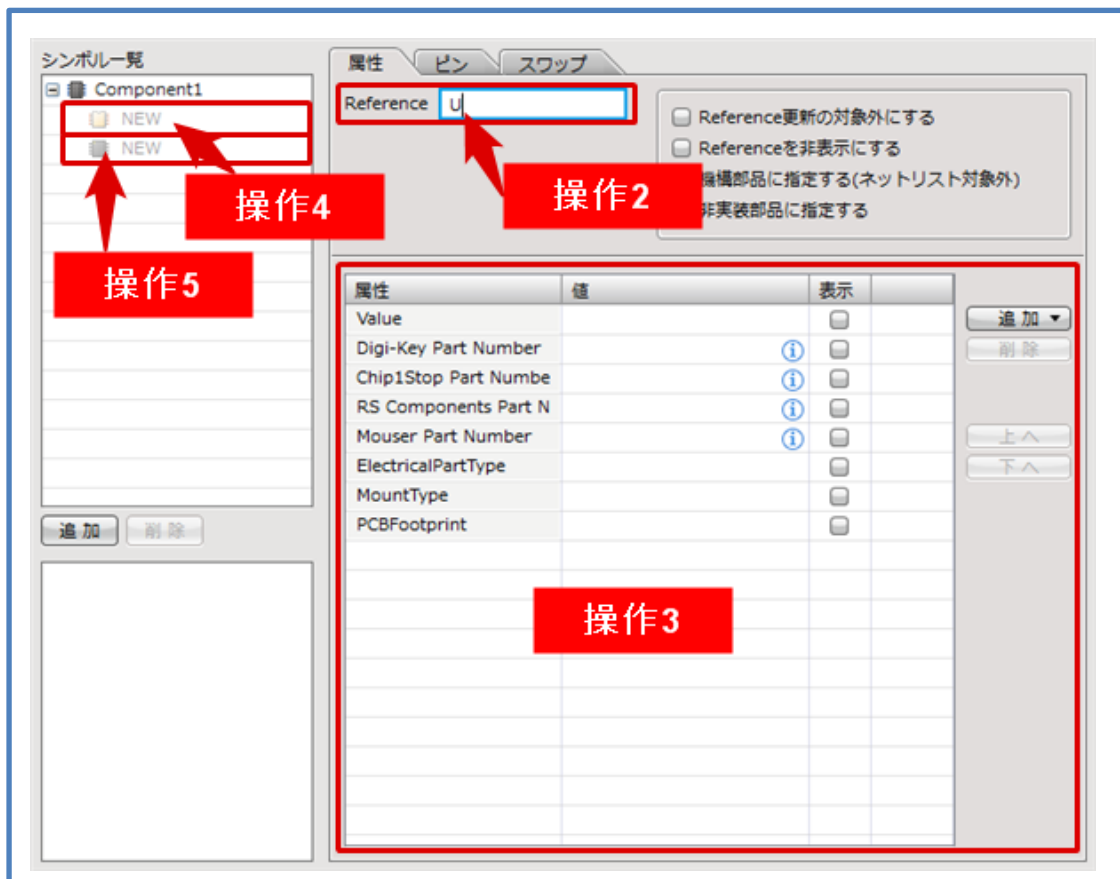 シンボル一覧
Component1
NEW
NEW
操作4
操作5
追加
削除
属性
ピン
スワップ
Reference
U
操作2
Reference更新の対象外にする
Referenceを非表示にする
機構部品に指定する(ネットリスト対象外)
非実装部品に指定する
属性 値 表示
Value
Digi-Key Part Number
Chip1Stop Part Numbe
RS Components Part N
Mouser Part Number
ElectricalPartType
MountType
PCBFootprint
操作3
追加
削除
上へ
下へ